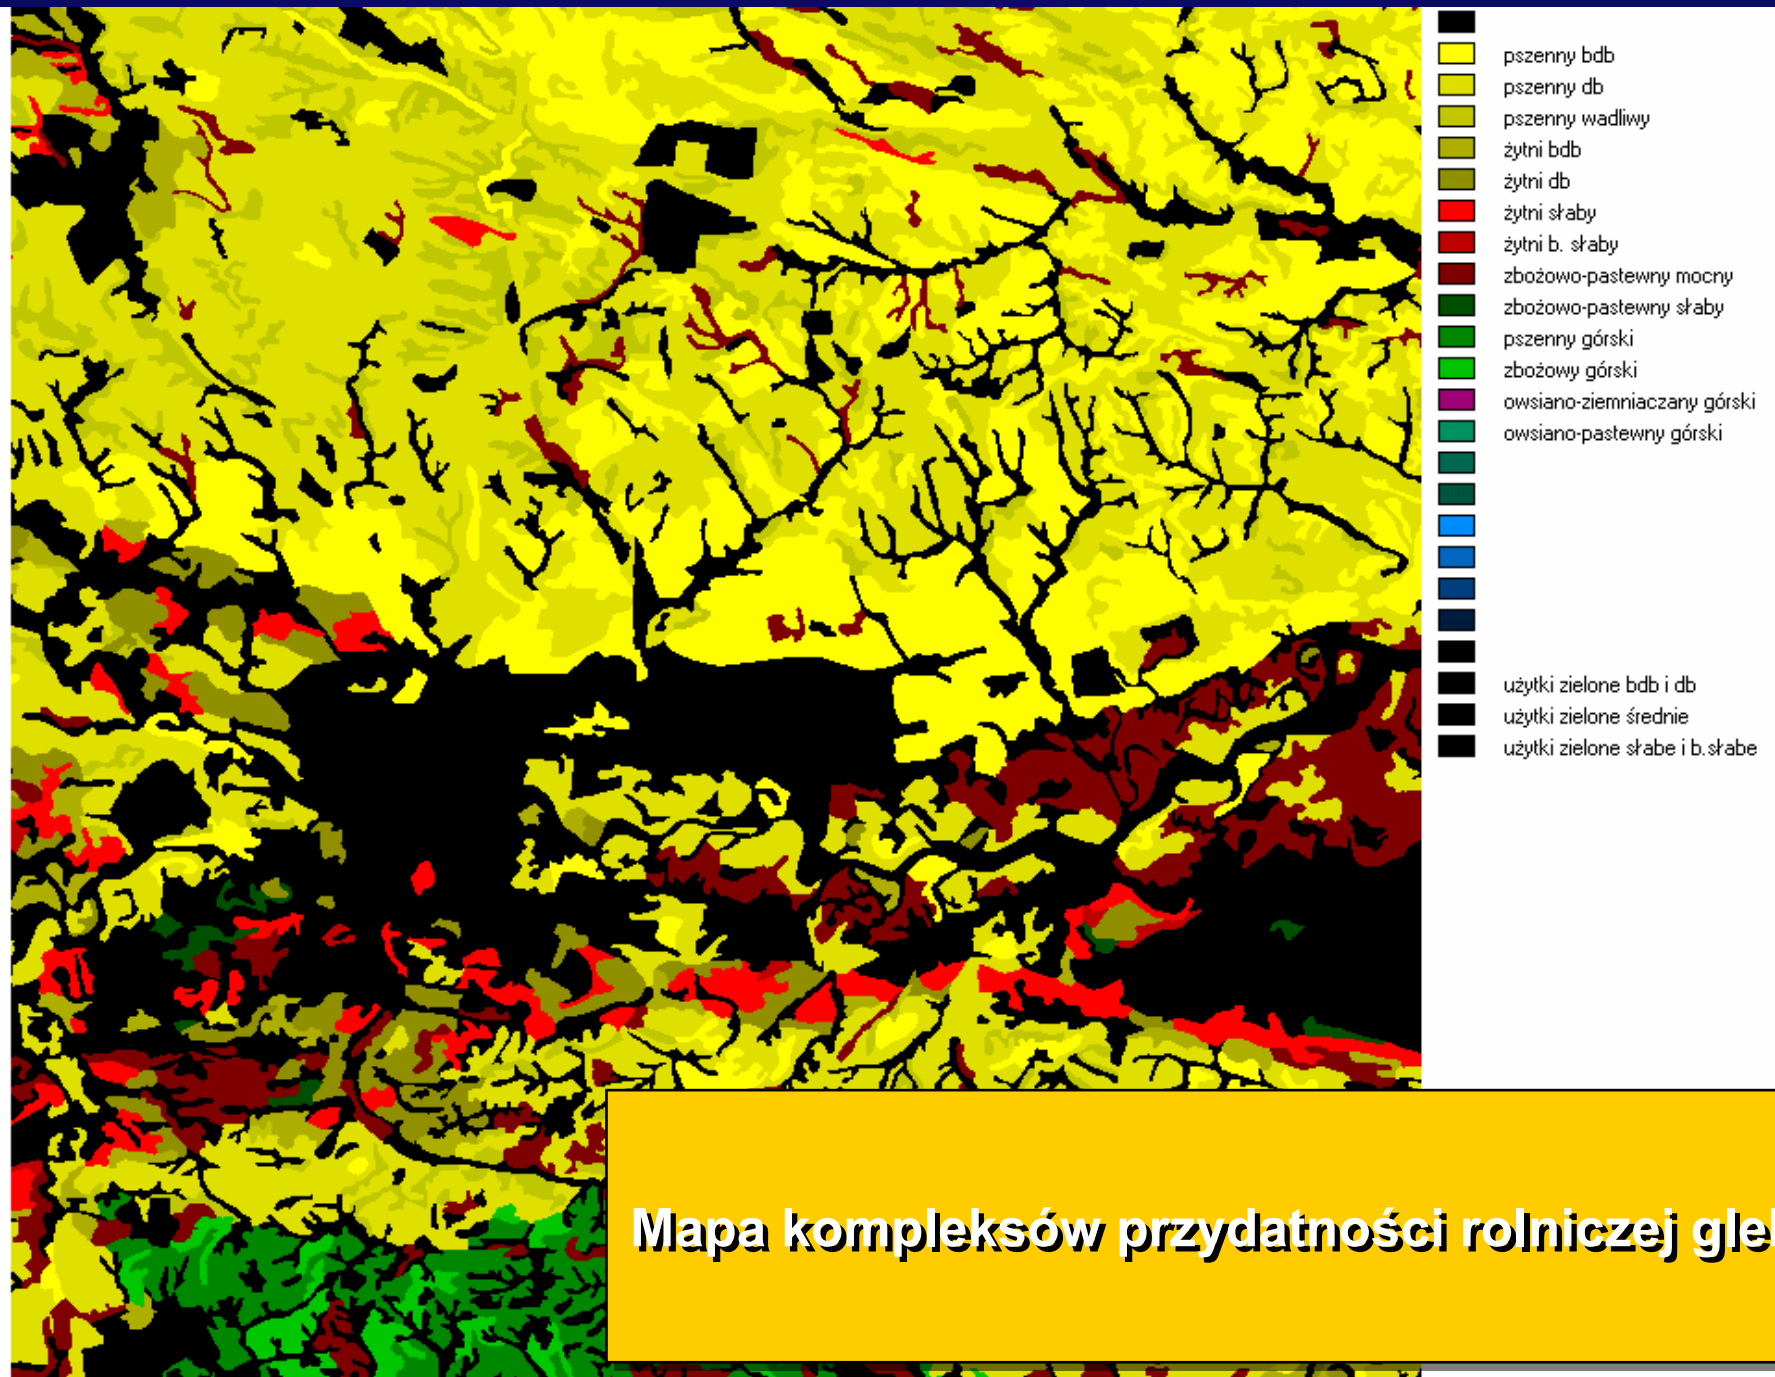 pszenny bdb
pszenny db
pszenny wadliwy
żytni bdb
żytni db
żytni słaby
żytni b. słaby
zbożowo-pastewny mocny
zbożowo-pastewny słaby
pszenny górski
zbożowy górski
owsiano-ziemniaczany górski
owsiano-pastewny górski
użytki zielone bdb i db
użytki zielone średnie
użytki zielone słabe i b.słabe
Mapa kompleksów przydatności rolniczej